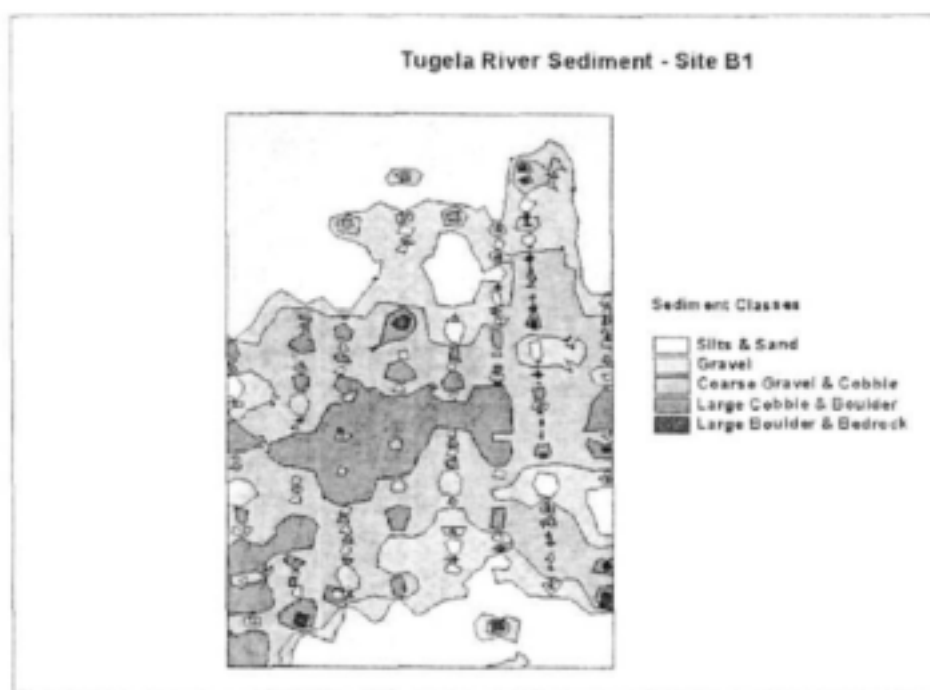 Tugela River Sediment - Site B1
Sediment Classes
Silts & Sand
Gravel
Coarse Gravel & Cobble
Large Cobble & Boulder
Large Boulder & Bedrock